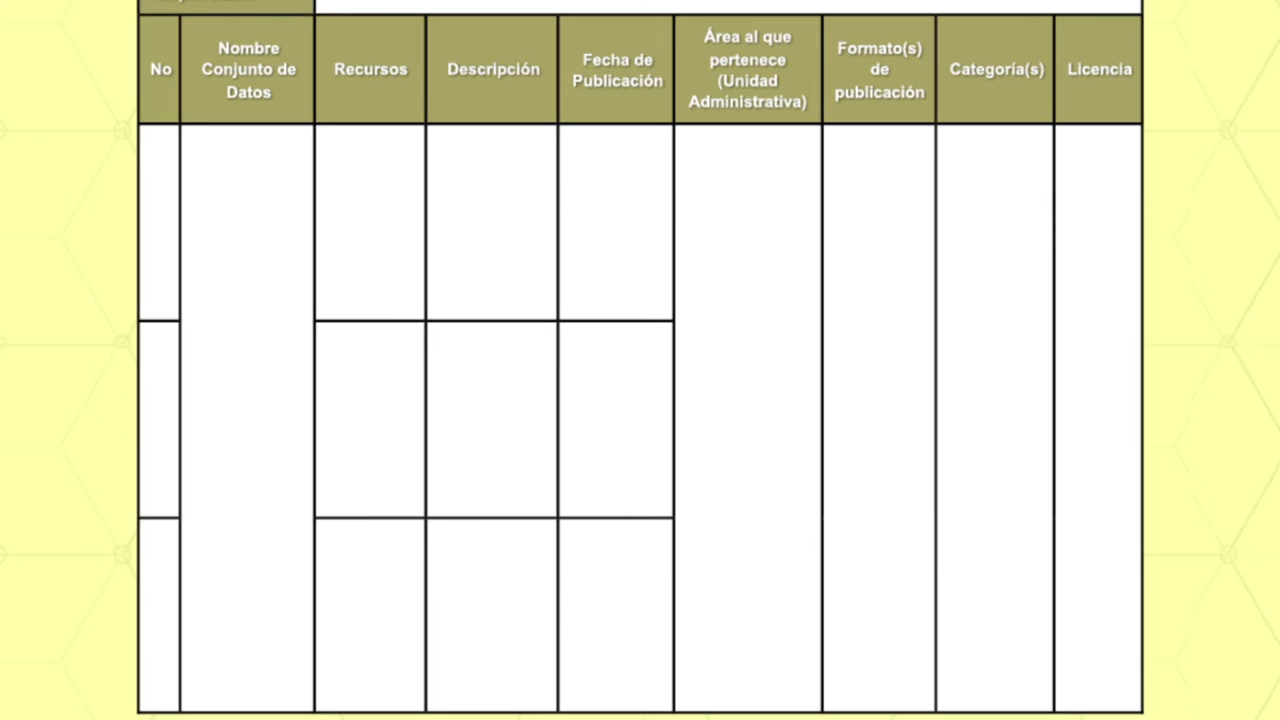 No
Nombre
Conjunto de
Datos
Recursos
Descripción
Fecha de
Publicación
Área al que
pertenece
(Unidad
Administrativa)
Formato(s)
de
publicación
Categoría(s)
Licencia